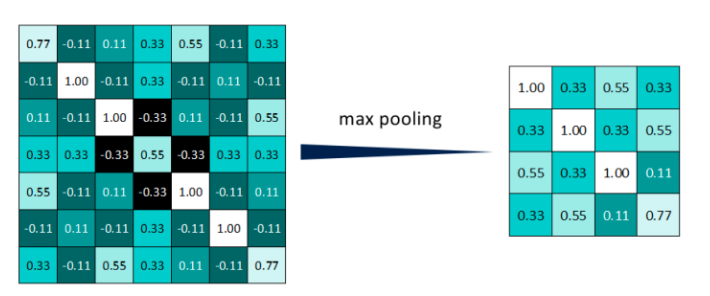 0.77 -0.11 0.11 0.33 0.55 -0.11 0.33
-0.11 1.00 -0.11 0.33 -0.11 0.11 -0.11
0.11 -0.11 1.00 -0.33 0.11 -0.11 0.55
0.33 0.33 -0.33 0.55 -0.33 0.33 0.33
0.55 -0.11 0.11 -0.33 1.00 -0.11 0.11
-0.11 0.11 -0.11 0.33 -0.11 1.00 -0.11
0.33 -0.11 0.55 0.33 0.11 -0.11 0.77
max pooling
1.00 0.33 0.55 0.33
0.33 1.00 0.33 0.55
0.55 0.33 1.00 0.11
0.33 0.55 0.11 0.77